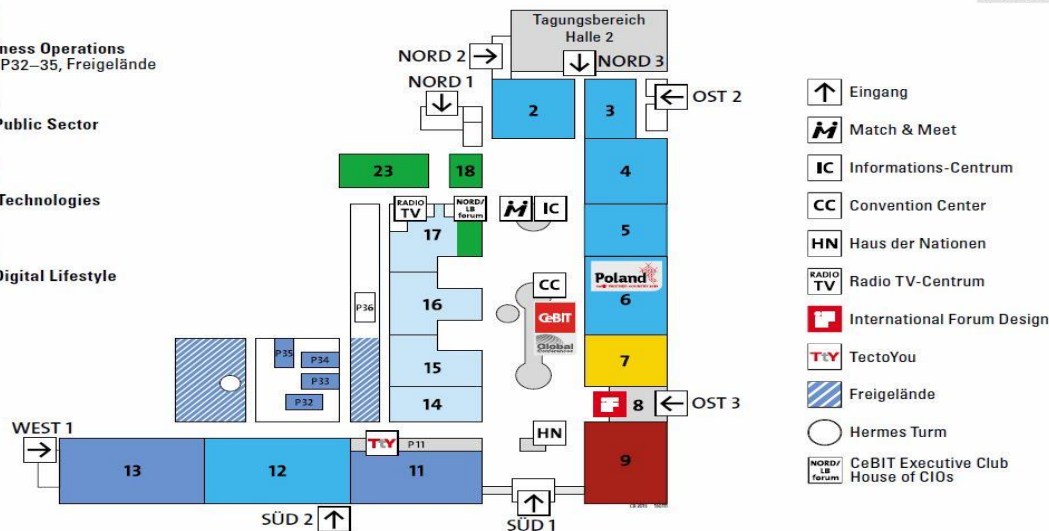 ness Operations
P32–35, Freigelände
Public Sector
Technologies
Digital Lifestyle
Tagungsbereich
Halle 2
NORD 2
NORD 3
NORD 1
OST 2
2
3
23
18
4
RADIO
TV
NORD/
LB
forum
IC
17
5
CC
Poland
6
P36
16
CeBIT
Global
Conferences
7
15
P35
P34
P33
P32
14
8
OST 3
HN
WEST 1
TtY
P11
13
12
11
9
SÜD 2
SÜD 1
Eingang
Match & Meet
IC
Informations-Centrum
CC
Convention Center
HN
Haus der Nationen
RADIO
TV
Radio TV-Centrum
International Forum Design
TtY
TectoYou
Freigelände
Hermes Turm
NORD/
LB
forum
CeBIT Executive Club
House of CIOs